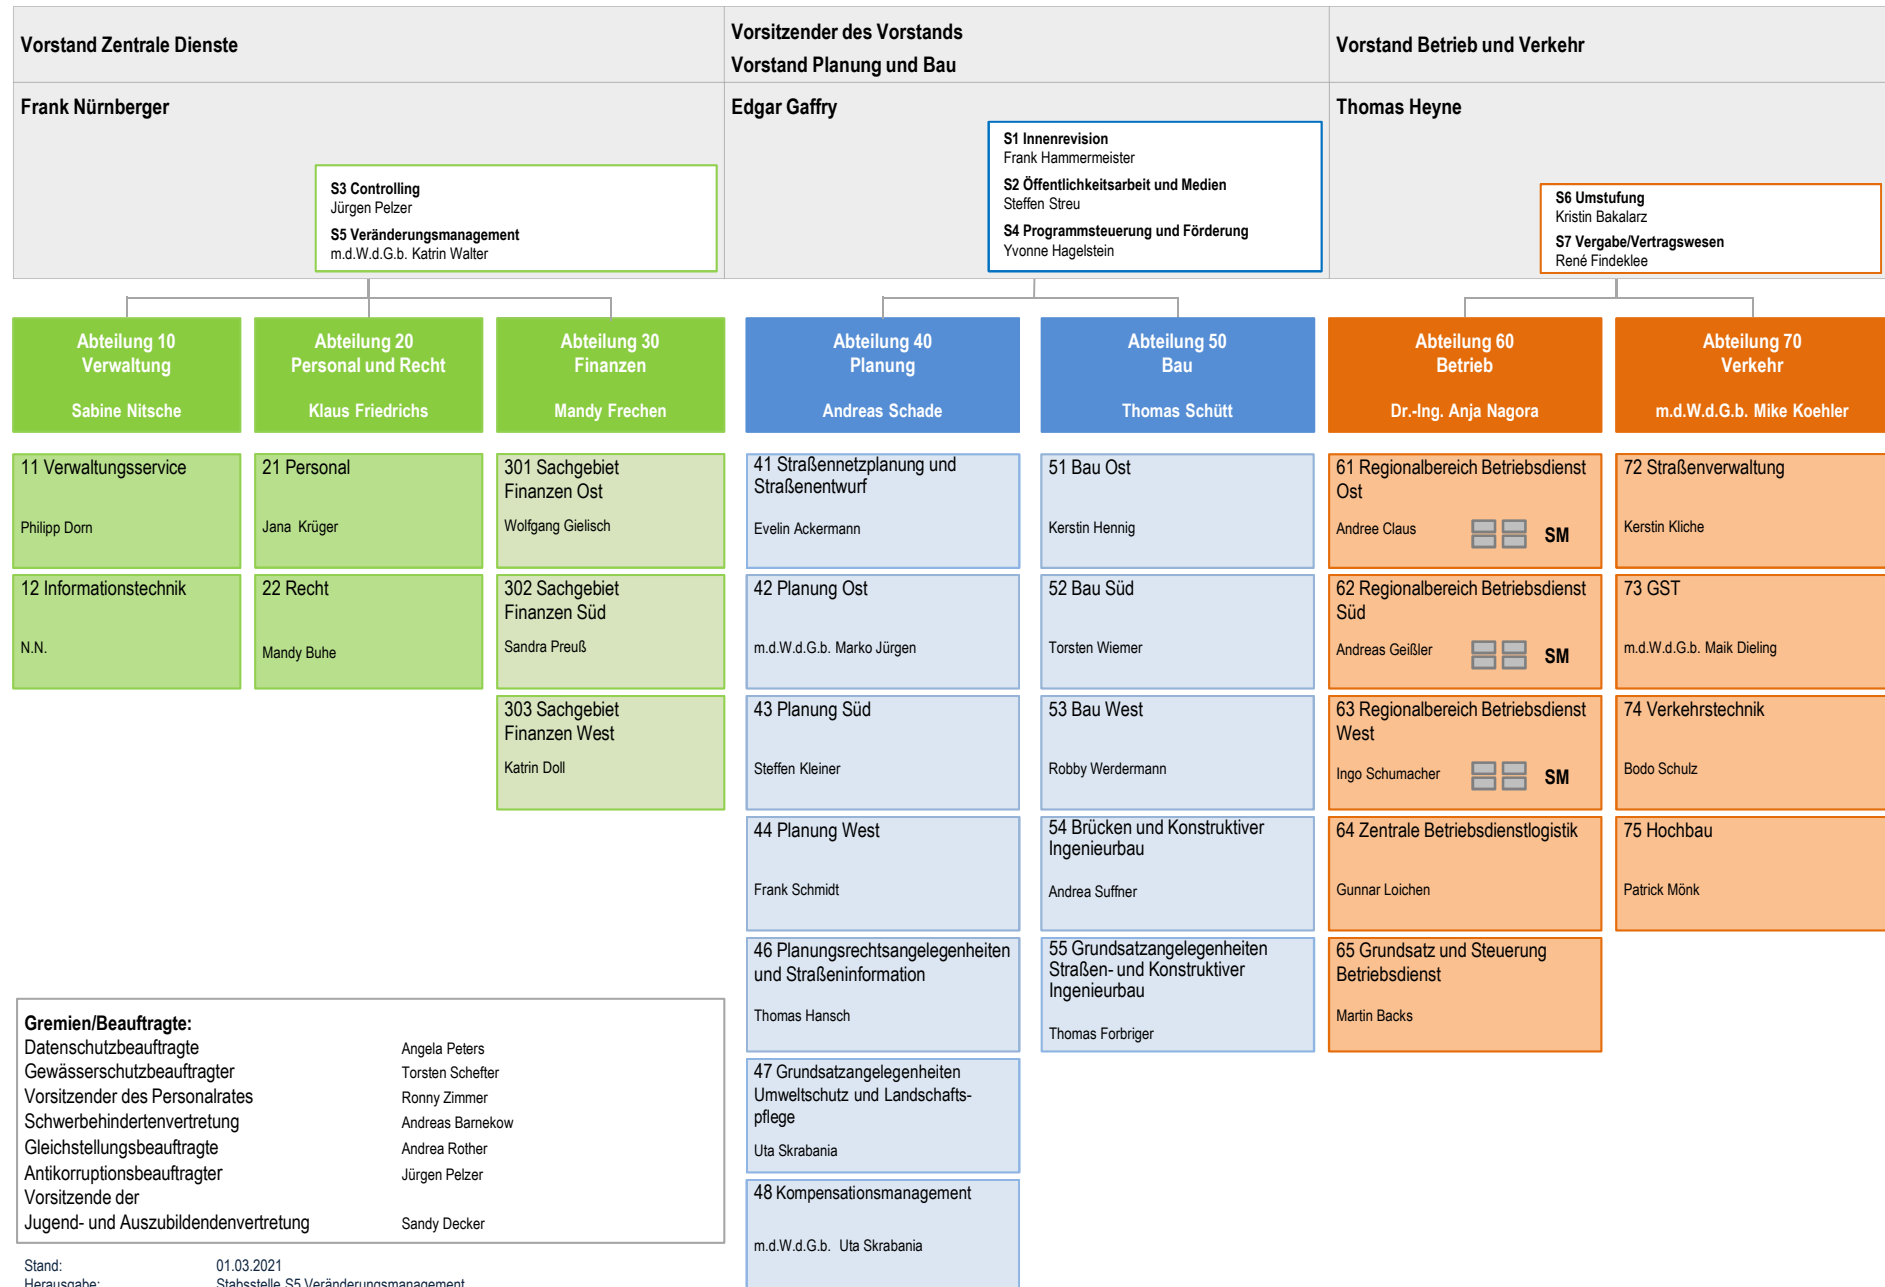 Vorstand Zentrale Dienste
Frank Nürnberger
S3 Controlling
Jürgen Pelzer
S5 Veränderungsmanagement
m.d.W.d.G.b. Katrin Walter
Vorsitzender des Vorstands
Vorstand Planung und Bau
Edgar Gaffry
S1 Innenrevision
Frank Hammermeister
S2 Öffentlichkeitsarbeit und Medien
Steffen Streu
S4 Programmsteuerung und Förderung
Yvonne Hagelstein
Vorstand Betrieb und Verkehr
Thomas Heyne
S6 Umstufung
Kristin Bakalarz
S7 Vergabe/Vertragswesen
René Findeklee
Abteilung 10
Verwaltung
Sabine Nitsche
11 Verwaltungsservice
Philipp Dorn
12 Informationstechnik
N.N.
Abteilung 20
Personal und Recht
Klaus Friedrichs
21 Personal
Jana Krüger
22 Recht
Mandy Buhe
Abteilung 30
Finanzen
Mandy Frechen
301 Sachgebiet
Finanzen Ost
Wolfgang Gielisch
302 Sachgebiet
Finanzen Süd
Sandra Preuß
303 Sachgebiet
Finanzen West
Katrin Doll
Abteilung 40
Planung
Andreas Schade
41 Straßennetzplanung und
Straßenentwurf
Evelin Ackermann
42 Planung Ost
m.d.W.d.G.b. Marko Jürgen
43 Planung Süd
Steffen Kleiner
44 Planung West
Frank Schmidt
46 Planungsrechtsangelegenheiten
und Straßeninformation
Thomas Hansch
47 Grundsatzangelegenheiten
Umweltschutz und Landschafts-
pflege
Uta Skrabania
48 Kompensationsmanagement
m.d.W.d.G.b. Uta Skrabania
Abteilung 50
Bau
Thomas Schütt
51 Bau Ost
Kerstin Hennig
52 Bau Süd
Torsten Wiemer
53 Bau West
Robby Werdermann
54 Brücken und Konstruktiver
Ingenieurbau
Andrea Suffner
55 Grundsatzangelegenheiten
Straßen- und Konstruktiver
Ingenieurbau
Thomas Forbriger
Abteilung 60
Betrieb
Dr.-Ing. Anja Nagora
61 Regionalbereich Betriebsdienst
Ost
Andree Claus
SM
62 Regionalbereich Betriebsdienst
Süd
Andreas Geißler
SM
63 Regionalbereich Betriebsdienst
West
Ingo Schumacher
SM
64 Zentrale Betriebsdienstlogistik
Gunnar Loichen
65 Grundsatz und Steuerung
Betriebsdienst
Martin Backs
Abteilung 70
Verkehr
m.d.W.d.G.b. Mike Koehler
72 Straßenverwaltung
Kerstin Kliche
73 GST
m.d.W.d.G.b. Maik Dieling
74 Verkehrstechnik
Bodo Schulz
75 Hochbau
Patrick Mönk
Gremien/Beauftragte:
Datenschutzbeauftragte Angela Peters
Gewässerschutzbeauftragter Torsten Schefter
Vorsitzender des Personalrates Ronny Zimmer
Schwerbehindertenvertretung Andreas Barnekow
Gleichstellungsbeauftragte Andrea Rother
Antikorruptionsbeauftragter Jürgen Pelzer
Vorsitzende der
Jugend- und Auszubildendenvertretung Sandy Decker
Stand: 01.03.2021
Herausgabe: Stabsstelle S5 Veränderungsmanagement